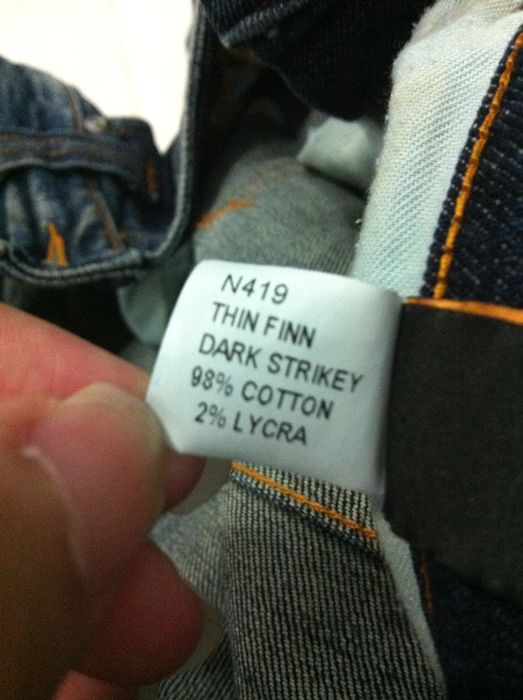 N419
THIN FINN
DARK STRIKEY
98% COTTON
2% LYCRA